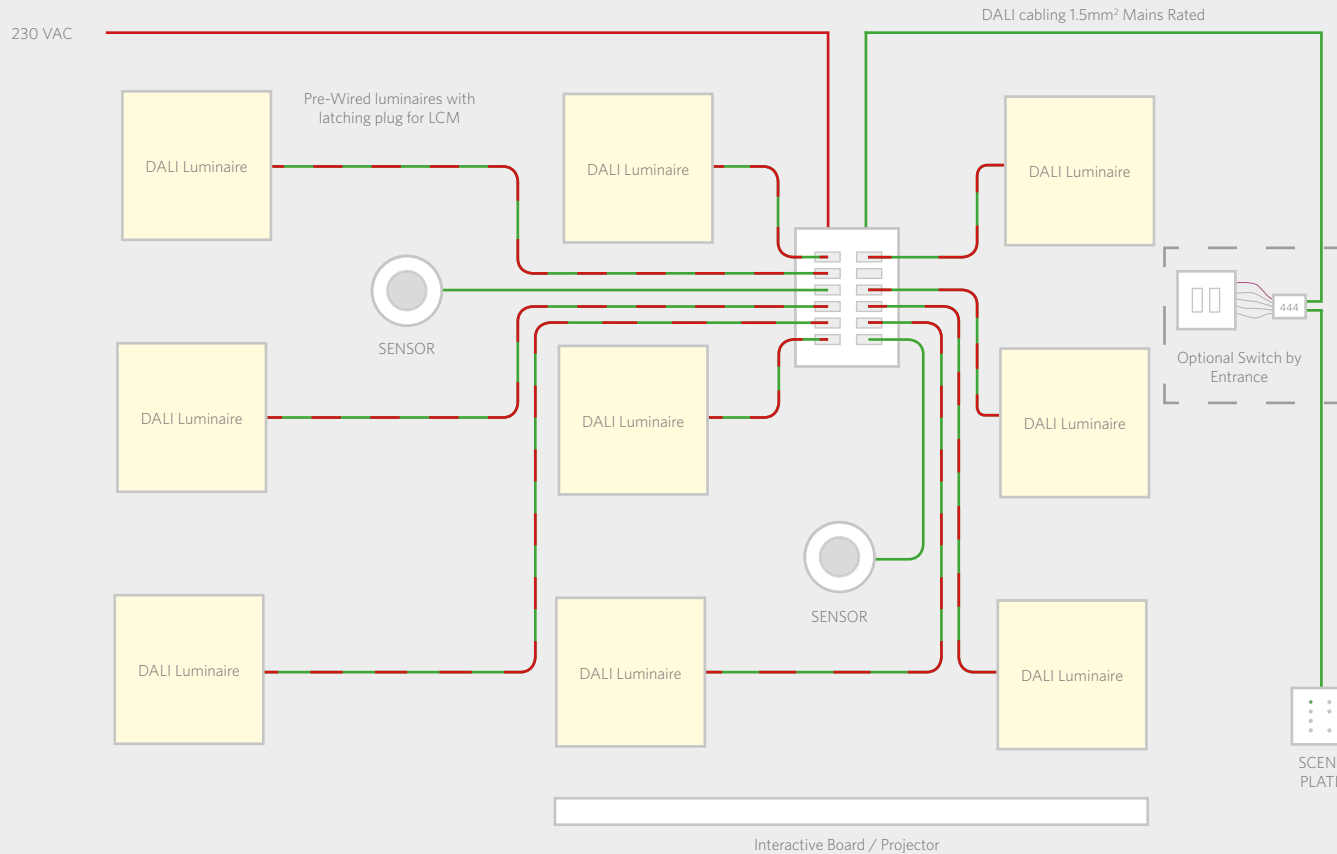 DALI cabling 1.5mm² Mains Rated
230 VAC
Pre-Wired luminaires with
latching plug for LCM
DALI Luminaire
DALI Luminaire
DALI Luminaire
SENSOR
444
Optional Switch by
Entrance
DALI Luminaire
DALI Luminaire
DALI Luminaire
SENSOR
DALI Luminaire
DALI Luminaire
DALI Luminaire
SCEN
PLAT
Interactive Board / Projector